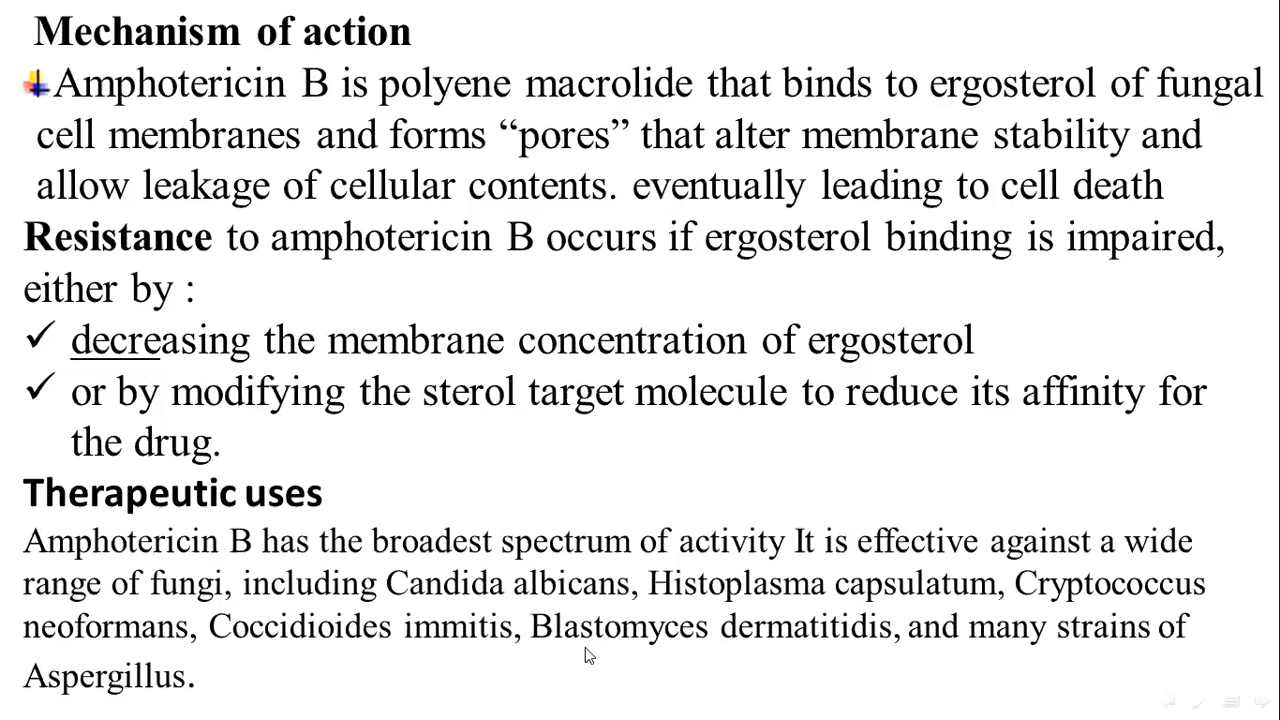 Mechanism of action
Amphotericin B is polyene macrolide that binds to ergosterol of fungal
cell membranes and forms “pores” that alter membrane stability and
allow leakage of cellular contents. eventually leading to cell death
Resistance to amphotericin B occurs if ergosterol binding is impaired,
either by :
✓ decreasing the membrane concentration of ergosterol
✓ or by modifying the sterol target molecule to reduce its affinity for
the drug.
Therapeutic uses
Amphotericin B has the broadest spectrum of activity It is effective against a wide
range of fungi, including Candida albicans, Histoplasma capsulatum, Cryptococcus
neoformans, Coccidioides immitis, Blastomyces dermatitidis, and many strains of
Aspergillus.